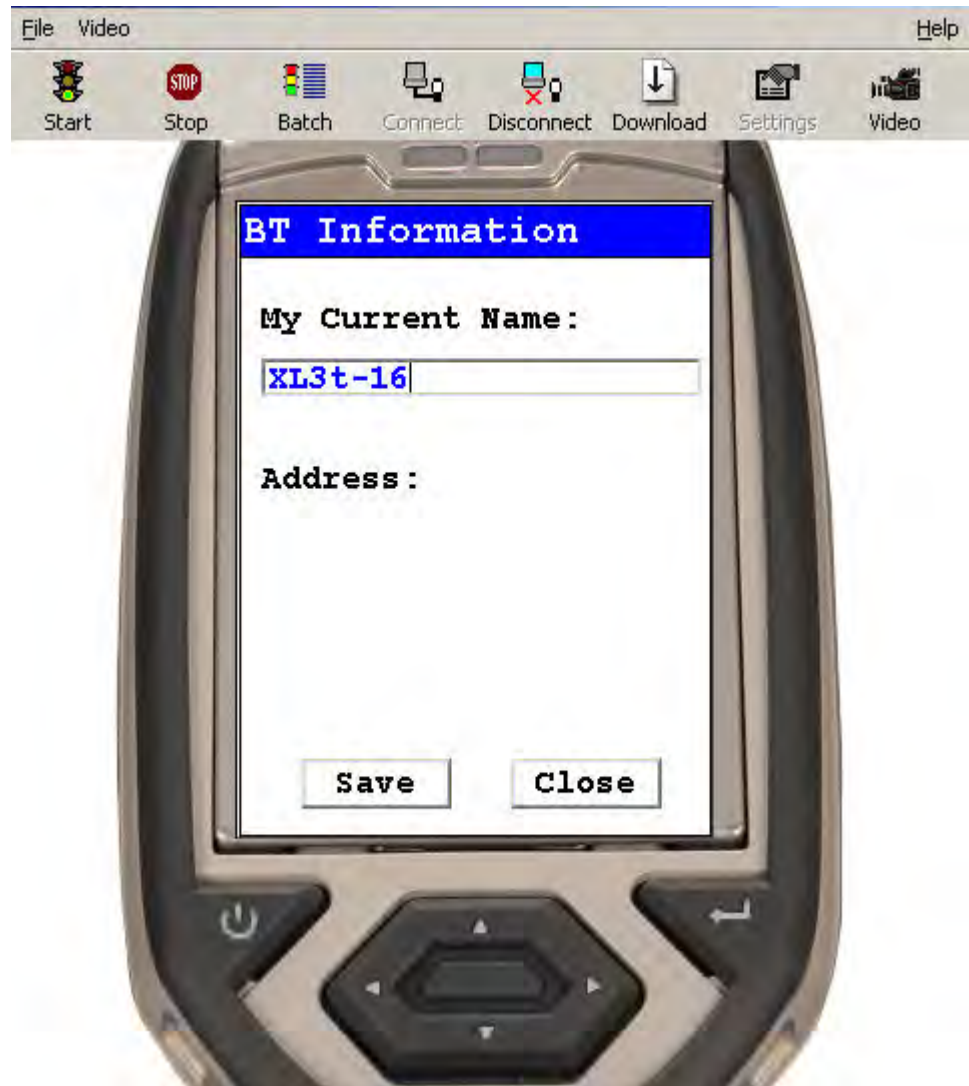 File Video Help
STOP
Start Stop Batch Connect Disconnect Download Settings Video
BT Information
My Current Name:
XL3t-16
Address:
Save Close